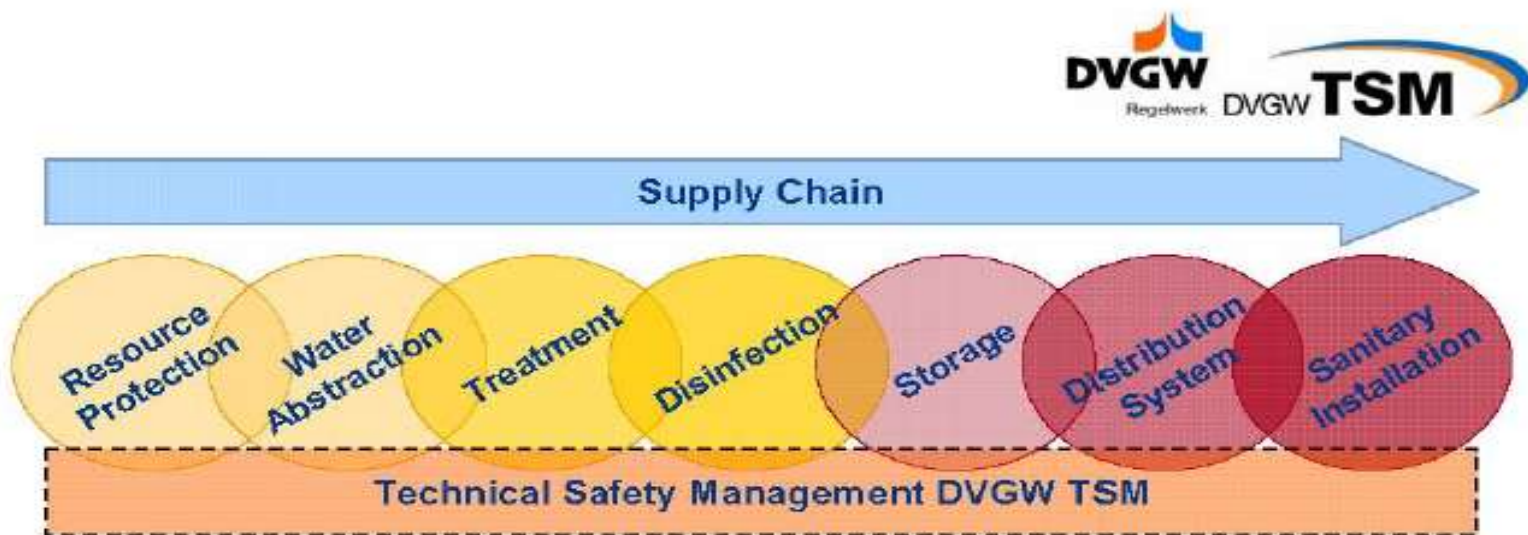 DVGW
Regelwerk
DVGW TSM
Supply Chain
Resource
Protection
Water
Abstraction
Treatment
Disinfection
Storage
Distribution
System
Sanitary
Installation
Technical Safety Management DVGW TSM